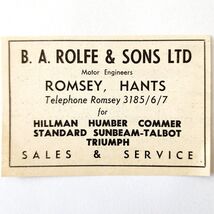 B. A. ROLFE & SONS LTD
Motor Engineers
ROMSEY, HANTS
Telephone Romsey 3185/6/7
for
HILLMAN HUMBER COMMER
STANDARD SUNBEAM-TALBOT
TRIUMPH
SALES & SERVICE